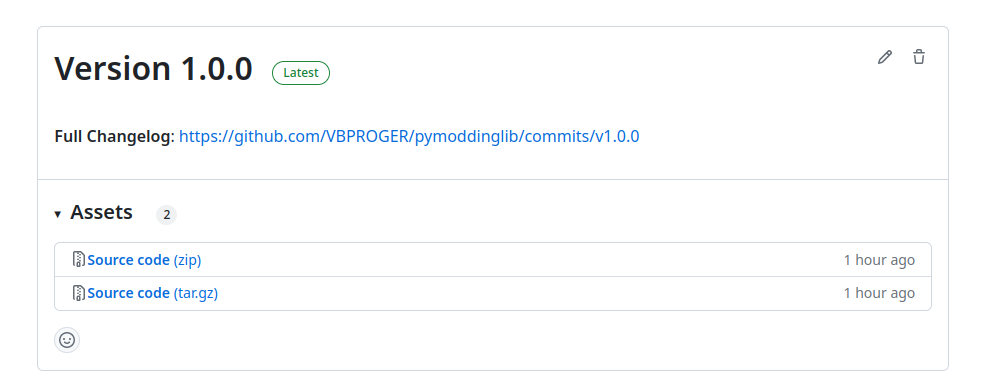 Version 1.0.0 Latest
Full Changelog: https://github.com/VBPROGER/pymoddinglib/commits/v1.0.0
Assets 2
Source code (zip) 1 hour ago
Source code (tar.gz) 1 hour ago